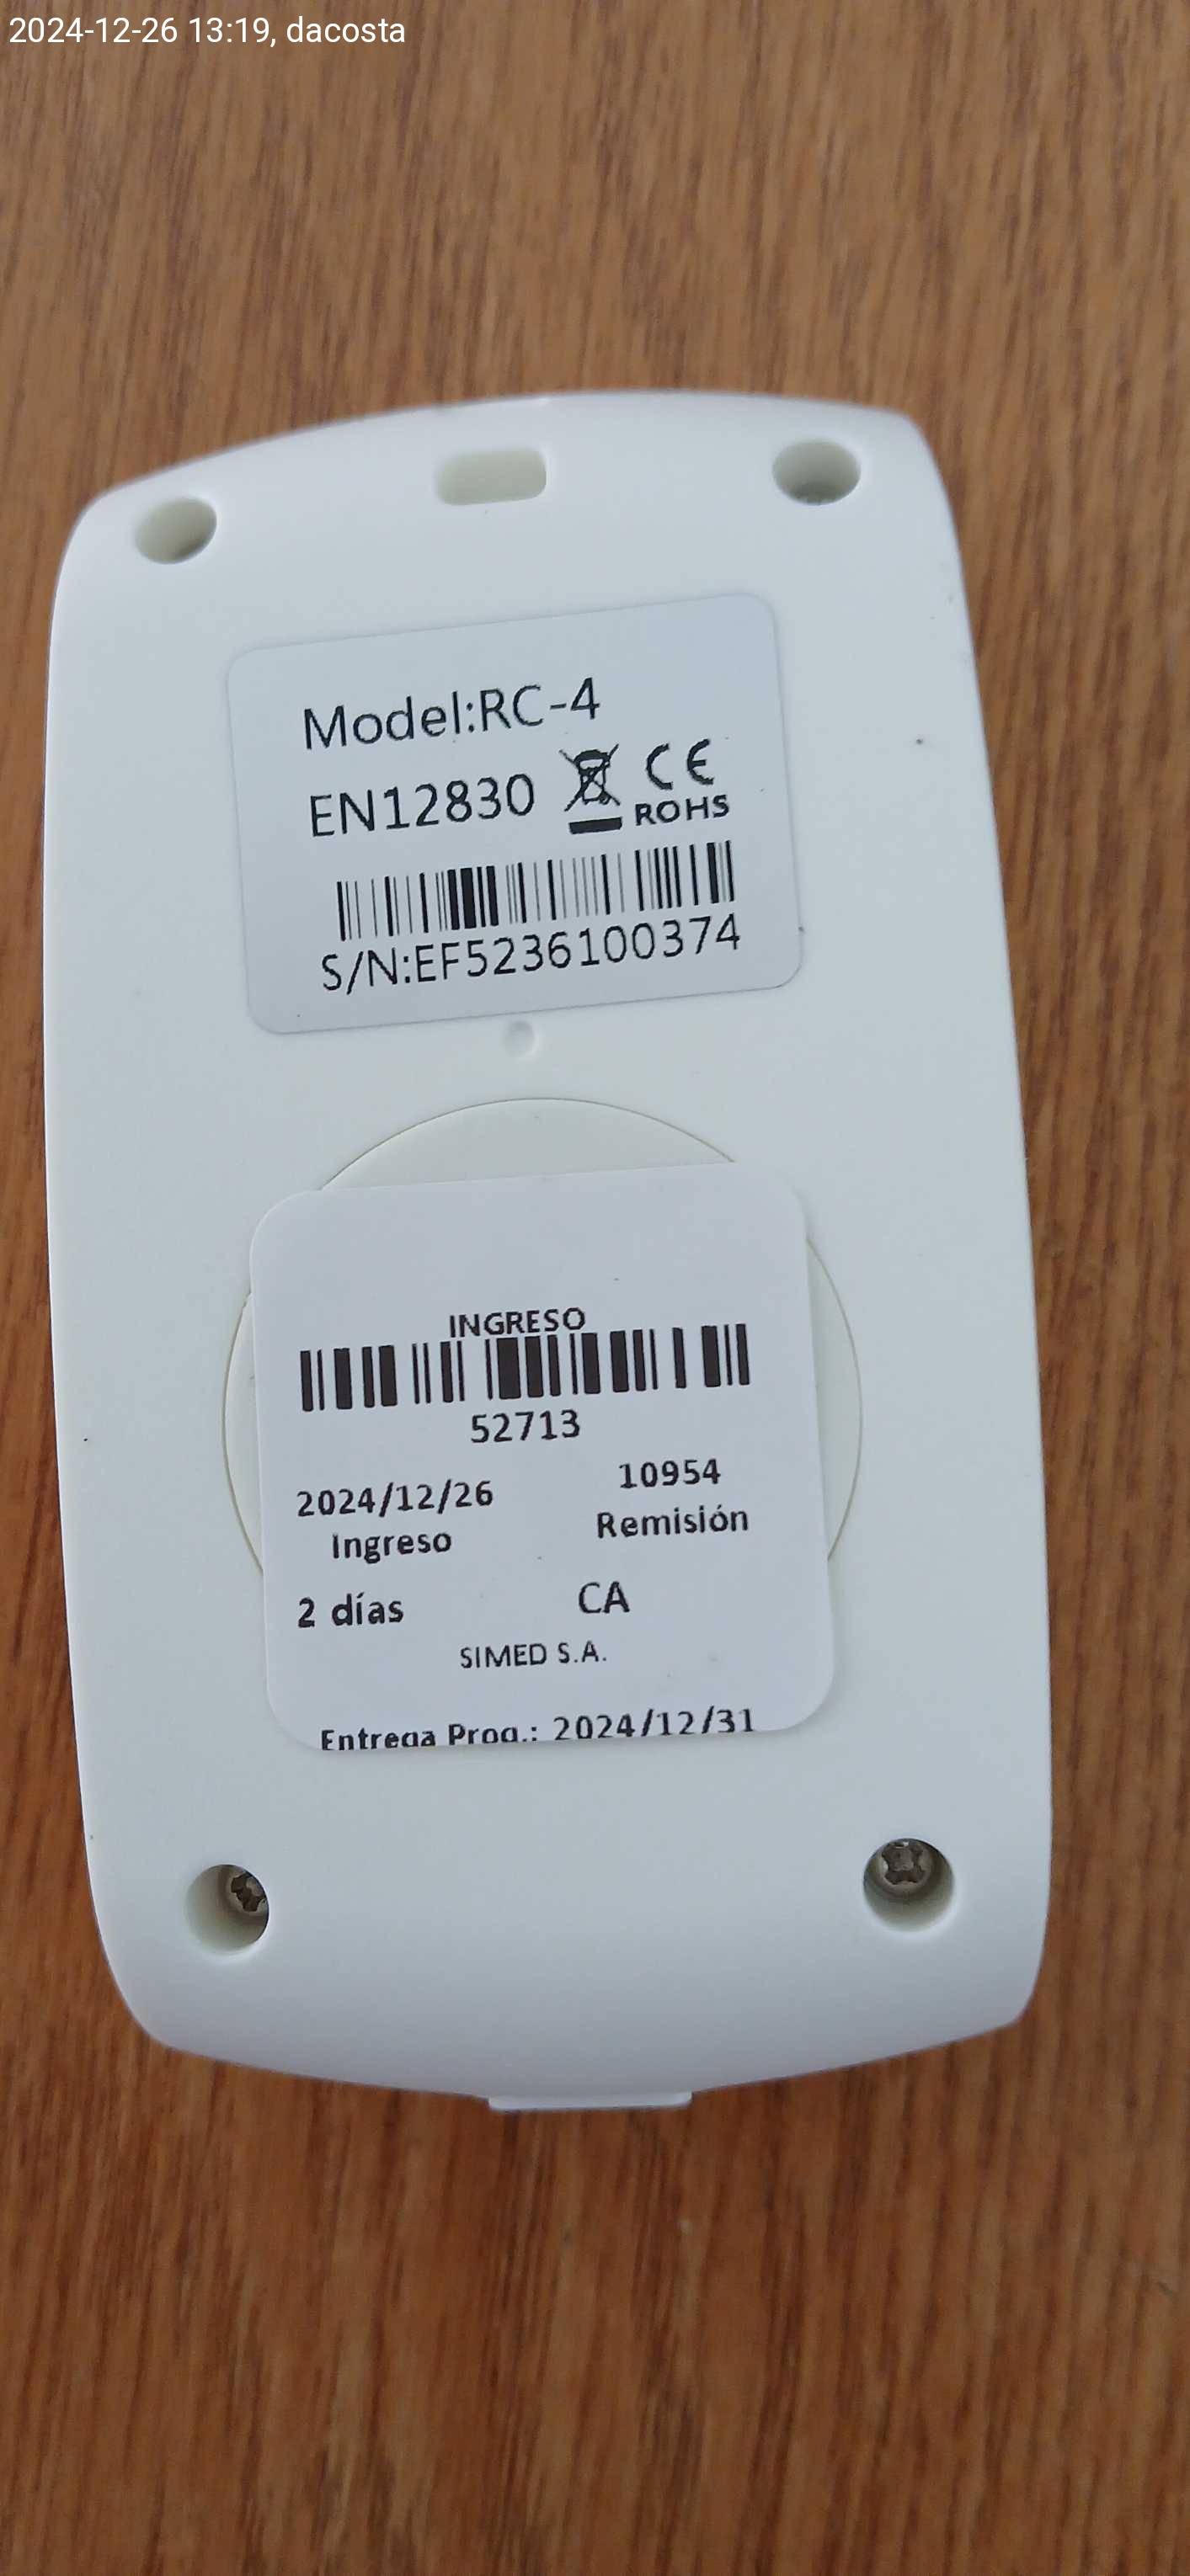 2024-12-26 13:19, dacosta
Model:RC-4
EN12830 CE
ROHS
S/N:EF5236100374
INGRESO
52713
2024/12/26 10954
Ingreso Remisión
2 días CA
SIMED S.A.
Entrega Prog.: 2024/12/31